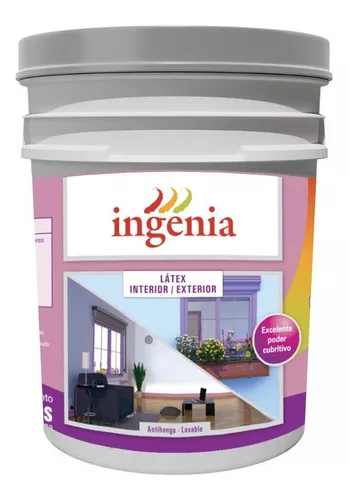 ingenia
LÁTEX
INTERIOR / EXTERIOR
Excelente
poder
cubritivo
Antihongo - Lavable